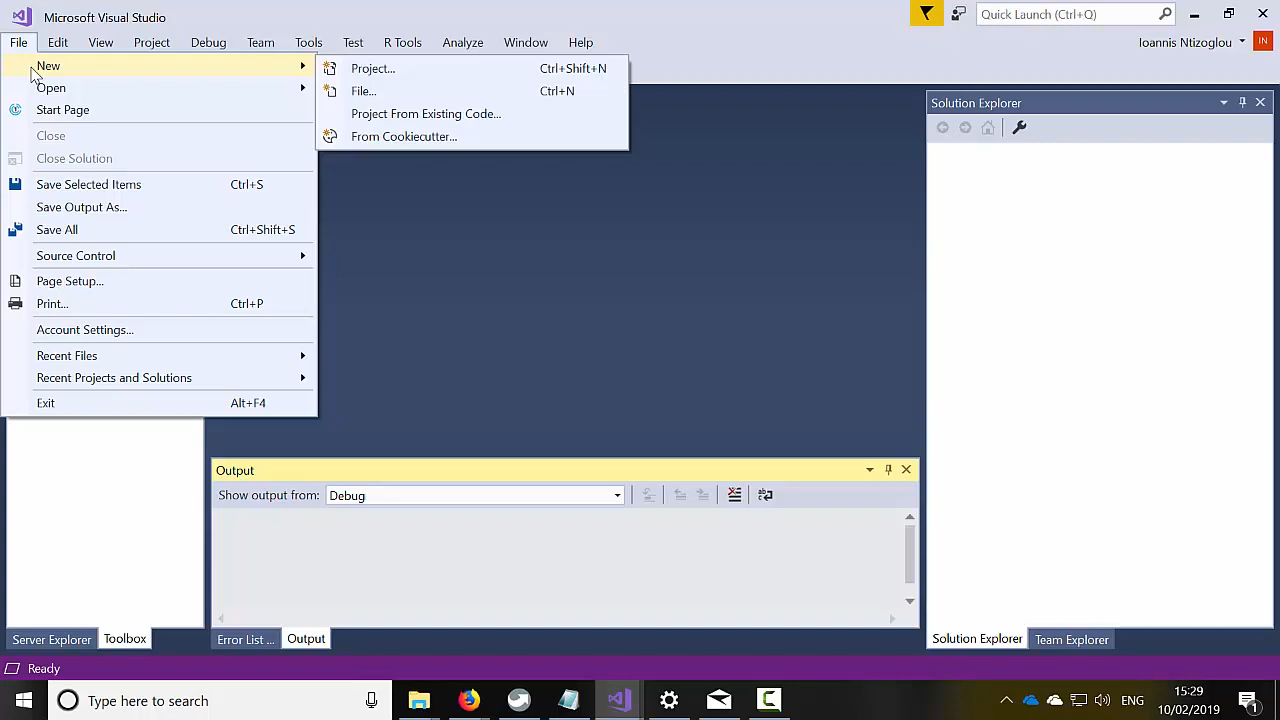 Microsoft Visual Studio
Quick Launch (Ctrl+Q)
File Edit View Project Debug Team Tools Test R Tools Analyze Window Help
Ioannis Ntizoglou IN
New
Open
Start Page
Close
Close Solution
Save Selected Items Ctrl+S
Save Output As...
Save All Ctrl+Shift+S
Source Control
Page Setup...
Print... Ctrl+P
Account Settings...
Recent Files
Recent Projects and Solutions
Exit Alt+F4
Project... Ctrl+Shift+N
File... Ctrl+N
Project From Existing Code...
From Cookiecutter...
Solution Explorer
Output
Show output from: Debug
Server Explorer Toolbox
Error List ... Output
Solution Explorer Team Explorer
Ready
Type here to search
ENG
15:29
10/02/2019
1